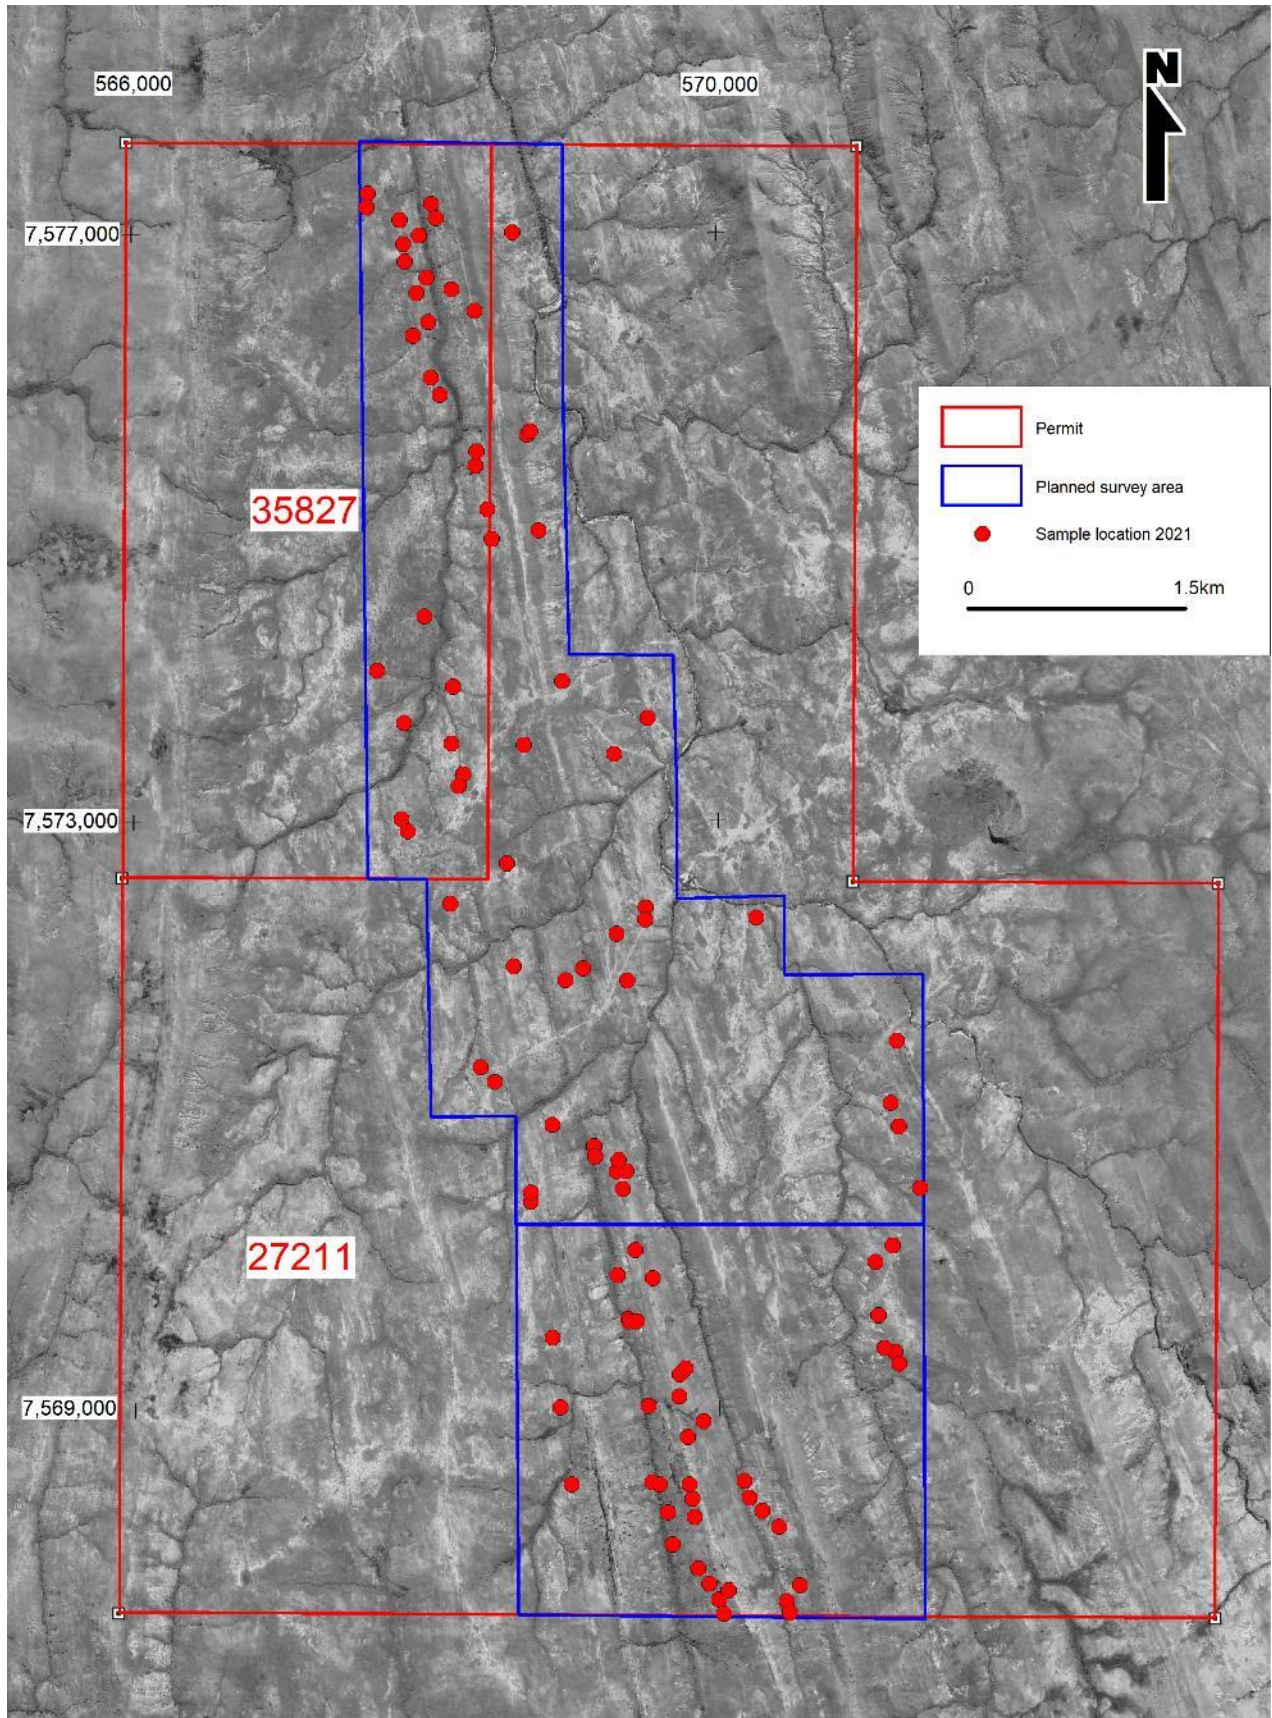 N
566,000
570,000
7,577,000
Permit
Planned survey area
35827
Sample location 2021
0 1.5km
7,573,000
27211
7,569,000